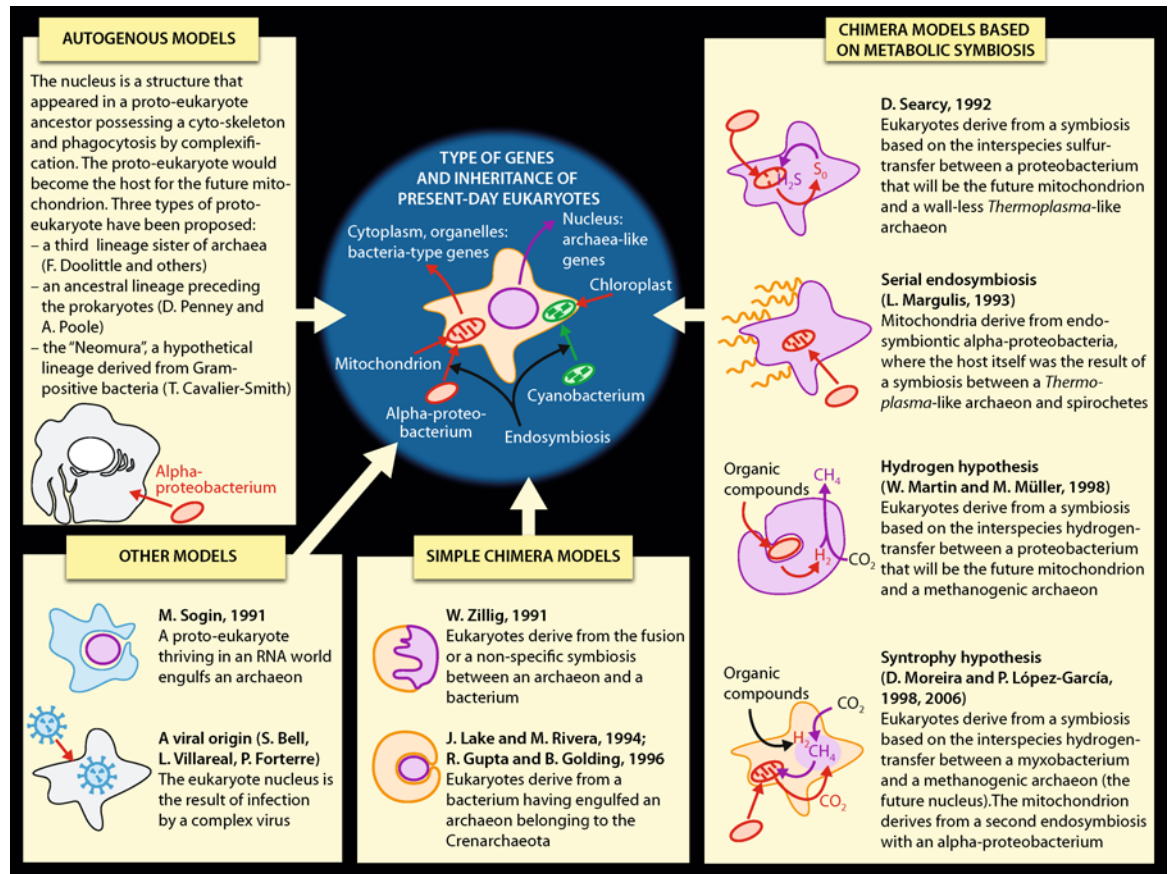 AUTOGENOUS MODELS
The nucleus is a structure that
appeared in a proto-eukaryote
ancestor possessing a cyto-skeleton
and phagocytosis by complexifi-
cation. The proto-eukaryote would
become the host for the future mito-
chondrion. Three types of proto-
eukaryote have been proposed:
– a third lineage sister of archaea
(F. Doolittle and others)
– an ancestral lineage preceding
the prokaryotes (D. Penney and
A. Poole)
– the “Neomura”, a hypothetical
lineage derived from Gram-
positive bacteria (T. Cavalier-Smith)
Alpha-
proteobacterium
TYPE OF GENES
AND INHERITANCE OF
PRESENT-DAY EUKARYOTES
Cytoplasm, organelles:
bacteria-type genes
Nucleus:
archaea-like
genes
Chloroplast
Mitochondrion
Alpha-proteo-
bacterium
Cyanobacterium
Endosymbiosis
OTHER MODELS
M. Sogin, 1991
A proto-eukaryote
thriving in an RNA world
engulfs an archaeon
A viral origin (S. Bell,
L. Villareal, P. Forterre)
The eukaryote nucleus is
the result of infection
by a complex virus
SIMPLE CHIMERA MODELS
W. Zillig, 1991
Eukaryotes derive from the fusion
or a non-specific symbiosis
between an archaeon and a
bacterium
J. Lake and M. Rivera, 1994;
R. Gupta and B. Golding, 1996
Eukaryotes derive from a
bacterium having engulfed an
archaeon belonging to the
Crenarchaeota
CHIMERA MODELS BASED
ON METABOLIC SYMBIOSIS
H₂S
S₀
D. Searcy, 1992
Eukaryotes derive from a symbiosis
based on the interspecies sulfur-
transfer between a proteobacterium
that will be the future mitochondrion
and a wall-less Thermoplasma-like
archaeon
Serial endosymbiosis
(L. Margulis, 1993)
Mitochondria derive from endo-
symbiotic alpha-proteobacteria,
where the host itself was the result of
a symbiosis between a Thermo-
plasma-like archaeon and spirochetes
Organic
compounds
CH₄
H₂
CO₂
Hydrogen hypothesis
(W. Martin and M. Müller, 1998)
Eukaryotes derive from a symbiosis
based on the interspecies hydrogen-
transfer between a proteobacterium
that will be the future mitochondrion
and a methanogenic archaeon
Organic
compounds
CO₂
H₂
CH₄
CO₂
Syntrophy hypothesis
(D. Moreira and P. López-García,
1998, 2006)
Eukaryotes derive from a symbiosis
based on the interspecies hydrogen-
transfer between a myxobacterium
and a methanogenic archaeon (the
future nucleus).The mitochondrion
derives from a second endosymbiosis
with an alpha-proteobacterium